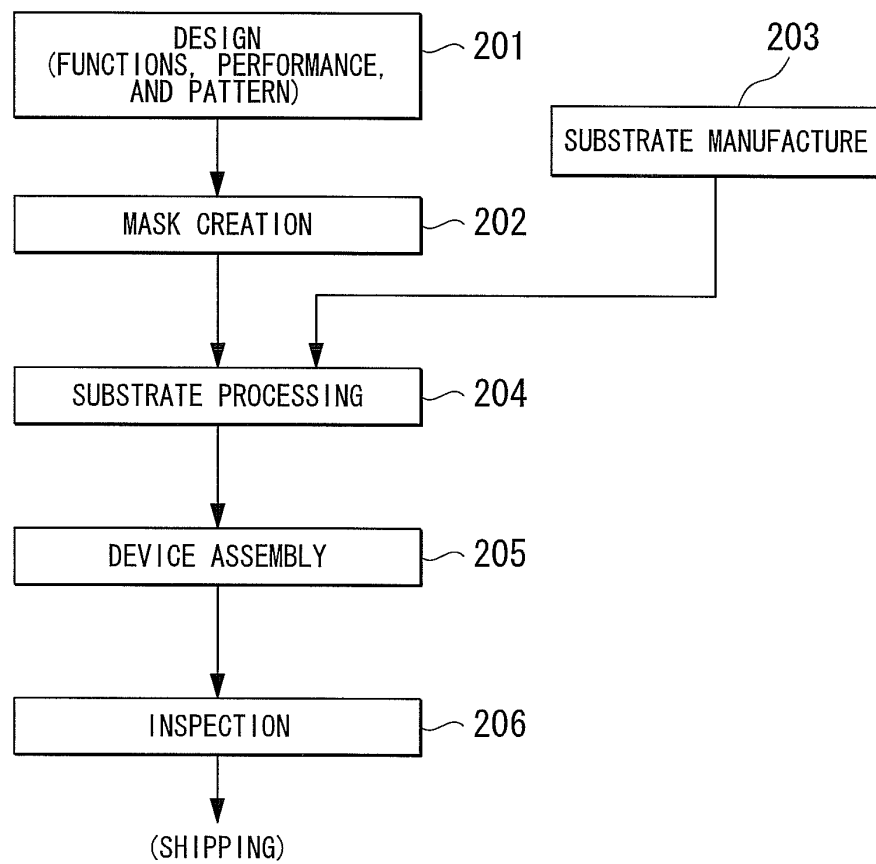 DESIGN
(FUNCTIONS, PERFORMANCE,
AND PATTERN)
201
203
SUBSTRATE MANUFACTURE
MASK CREATION
202
SUBSTRATE PROCESSING
204
DEVICE ASSEMBLY
205
INSPECTION
206
(SHIPPING)